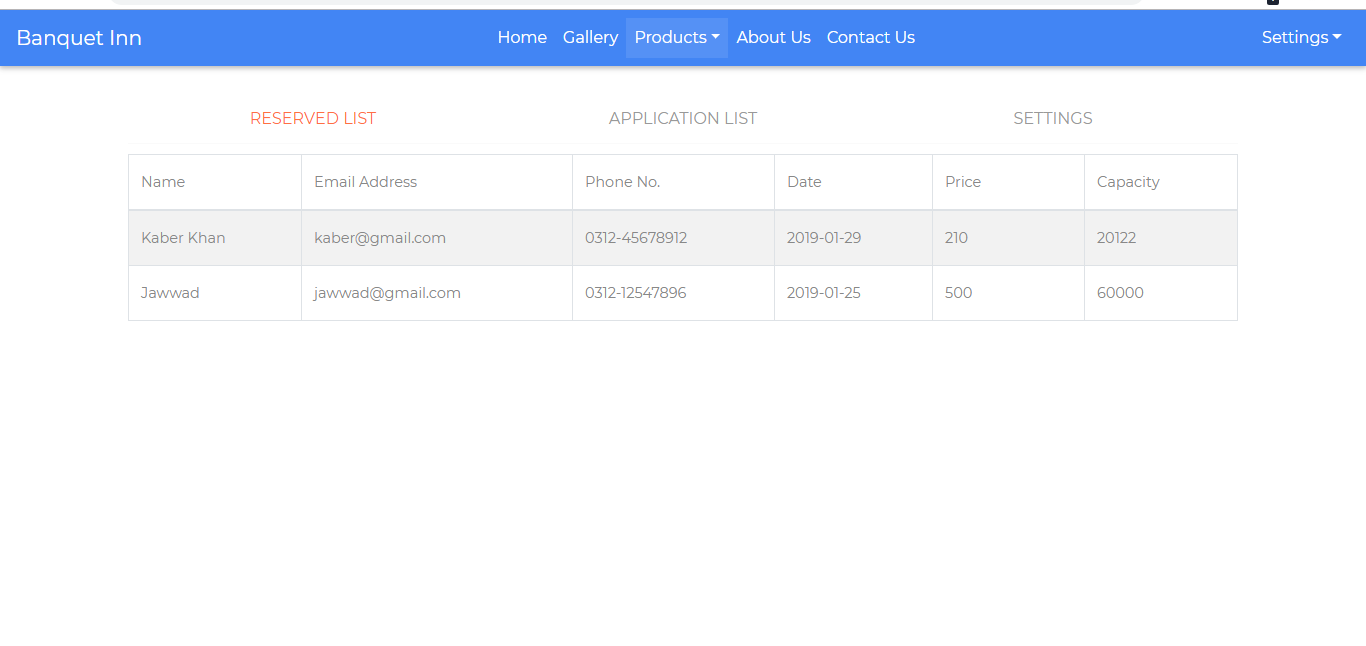 Banquet Inn Home Gallery Products About Us Contact Us Settings
RESERVED LIST APPLICATION LIST SETTINGS
Name Email Address Phone No. Date Price Capacity
Kaber Khan kaber@gmail.com 0312-45678912 2019-01-29 210 20122
Jawwad jawwad@gmail.com 0312-12547896 2019-01-25 500 60000